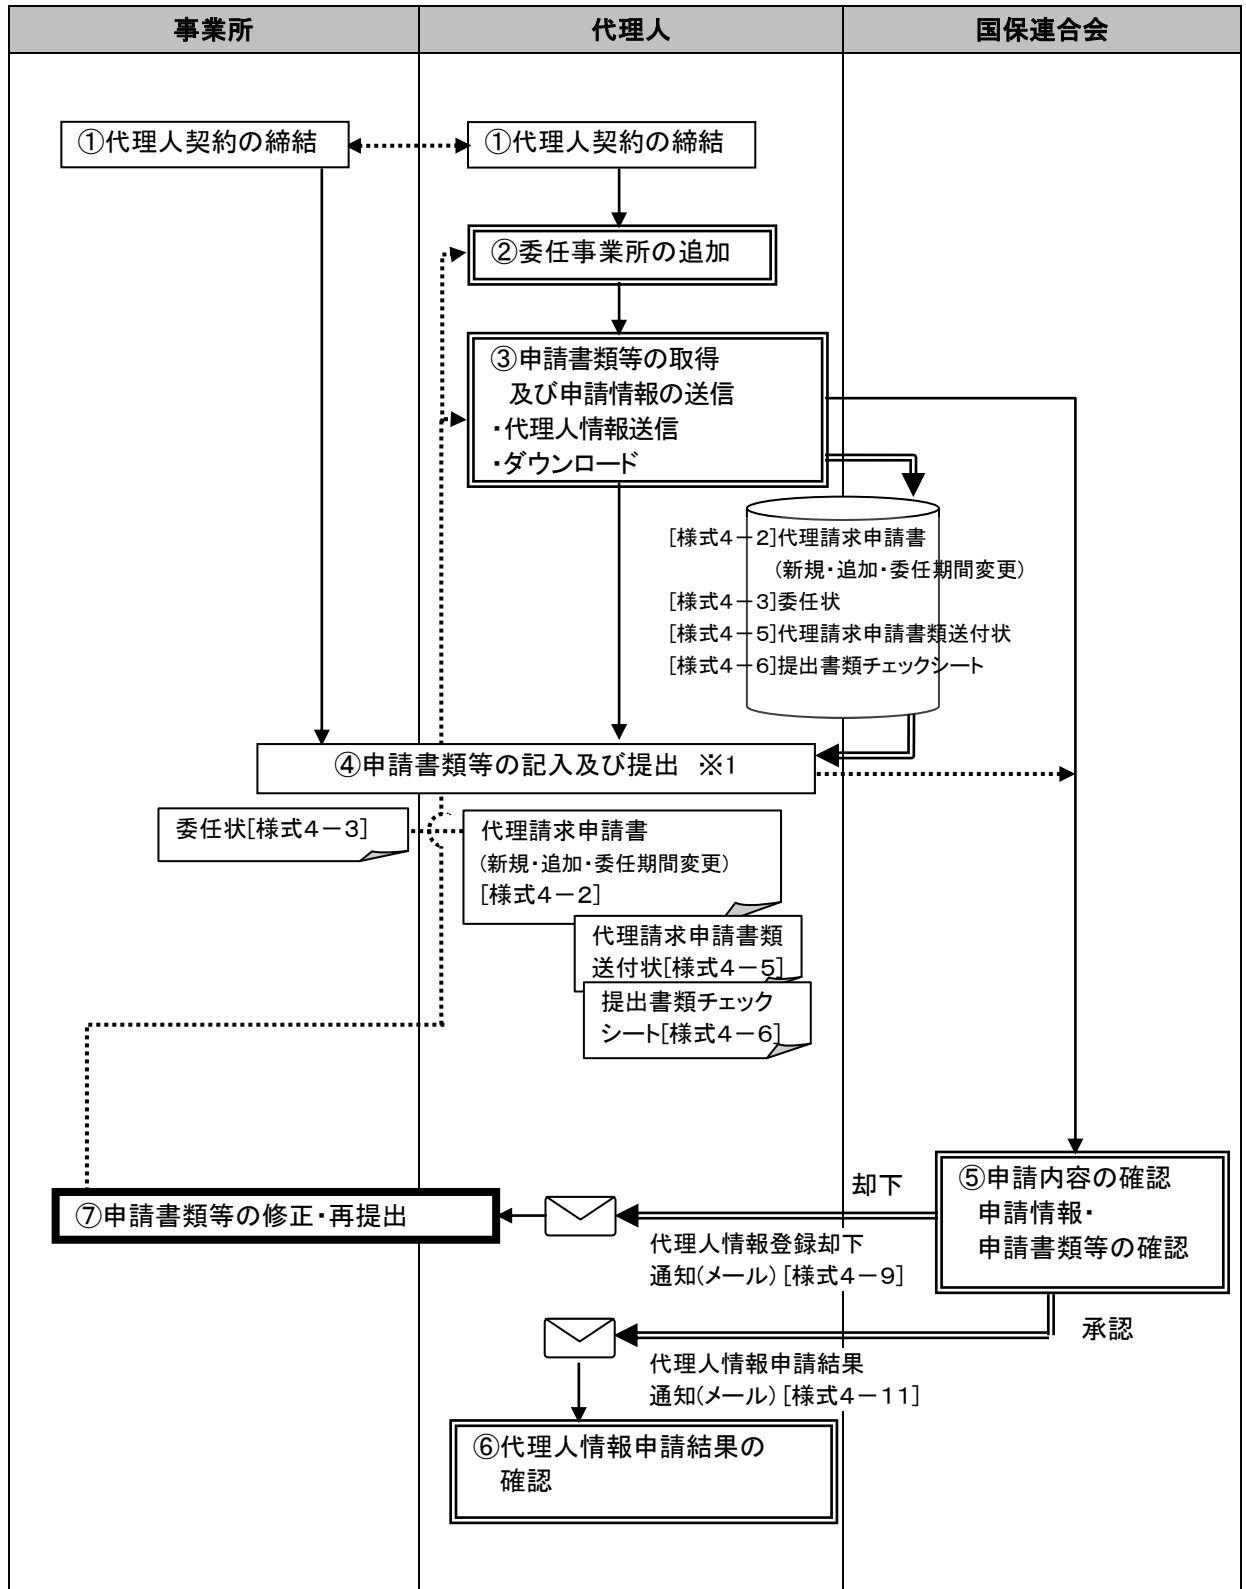 事業所
代理人
国保連合会
①代理人契約の締結
①代理人契約の締結
②委任事業所の追加
③申請書類等の取得
及び申請情報の送信
・代理人情報送信
・ダウンロード
[様式4－2]代理請求申請書
(新規・追加・委任期間変更)
[様式4－3]委任状
[様式4－5]代理請求申請書類送付状
[様式4－6]提出書類チェックシート
④申請書類等の記入及び提出 ※1
委任状[様式4－3]
代理請求申請書
(新規・追加・委任期間変更)
[様式4－2]
代理請求申請書類
送付状[様式4－5]
提出書類チェック
シート[様式4－6]
却下
⑤申請内容の確認
申請情報・
申請書類等の確認
⑦申請書類等の修正・再提出
代理人情報登録却下
通知(メール)[様式4－9]
承認
代理人情報申請結果
通知(メール)[様式4－11]
⑥代理人情報申請結果の
確認